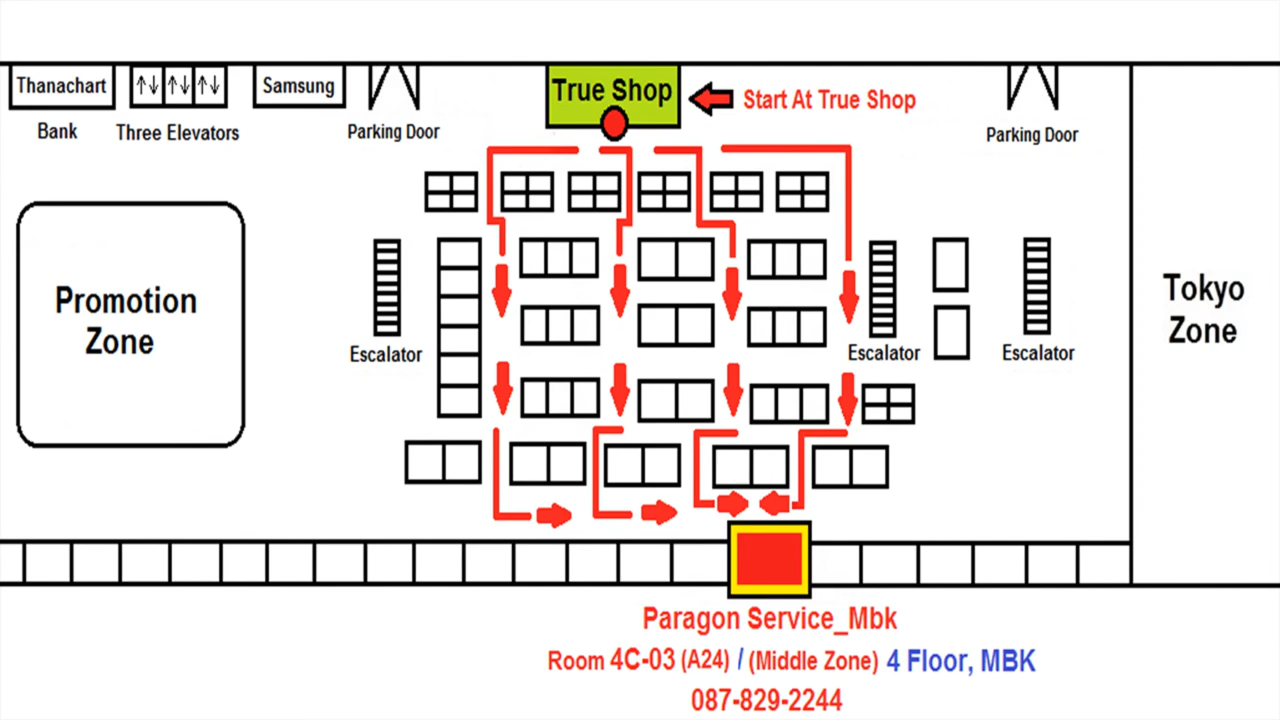 Thanachart
Bank
Three Elevators
Samsung
Parking Door
True Shop
Start At True Shop
Parking Door
Promotion
Zone
Escalator
Escalator
Escalator
Tokyo
Zone
Paragon Service_Mbk
Room 4C-03 (A24) / (Middle Zone) 4 Floor, MBK
087-829-2244